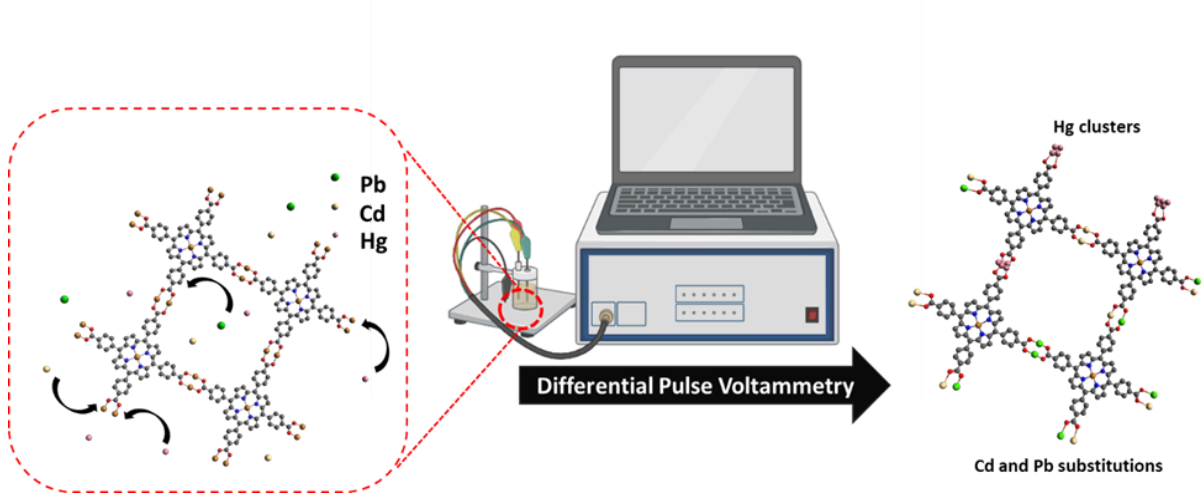 Pb
Cd
Hg
Differential Pulse Voltammetry
Hg clusters
Cd and Pb substitutions